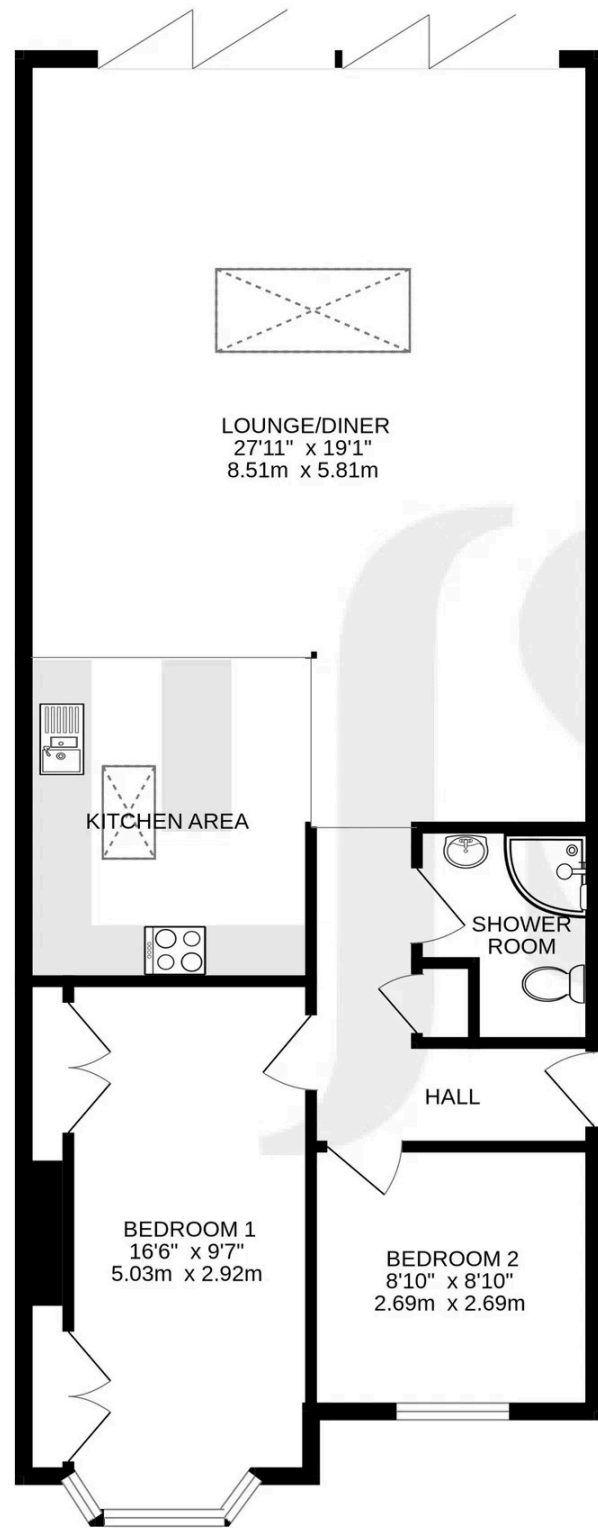 LOUNGE/DINER
27'11" x 19'1"
8.51m x 5.81m
KITCHEN AREA
SHOWER
ROOM
HALL
BEDROOM 1
16'6" x 9'7"
5.03m x 2.92m
BEDROOM 2
8'10" x 8'10"
2.69m x 2.69m